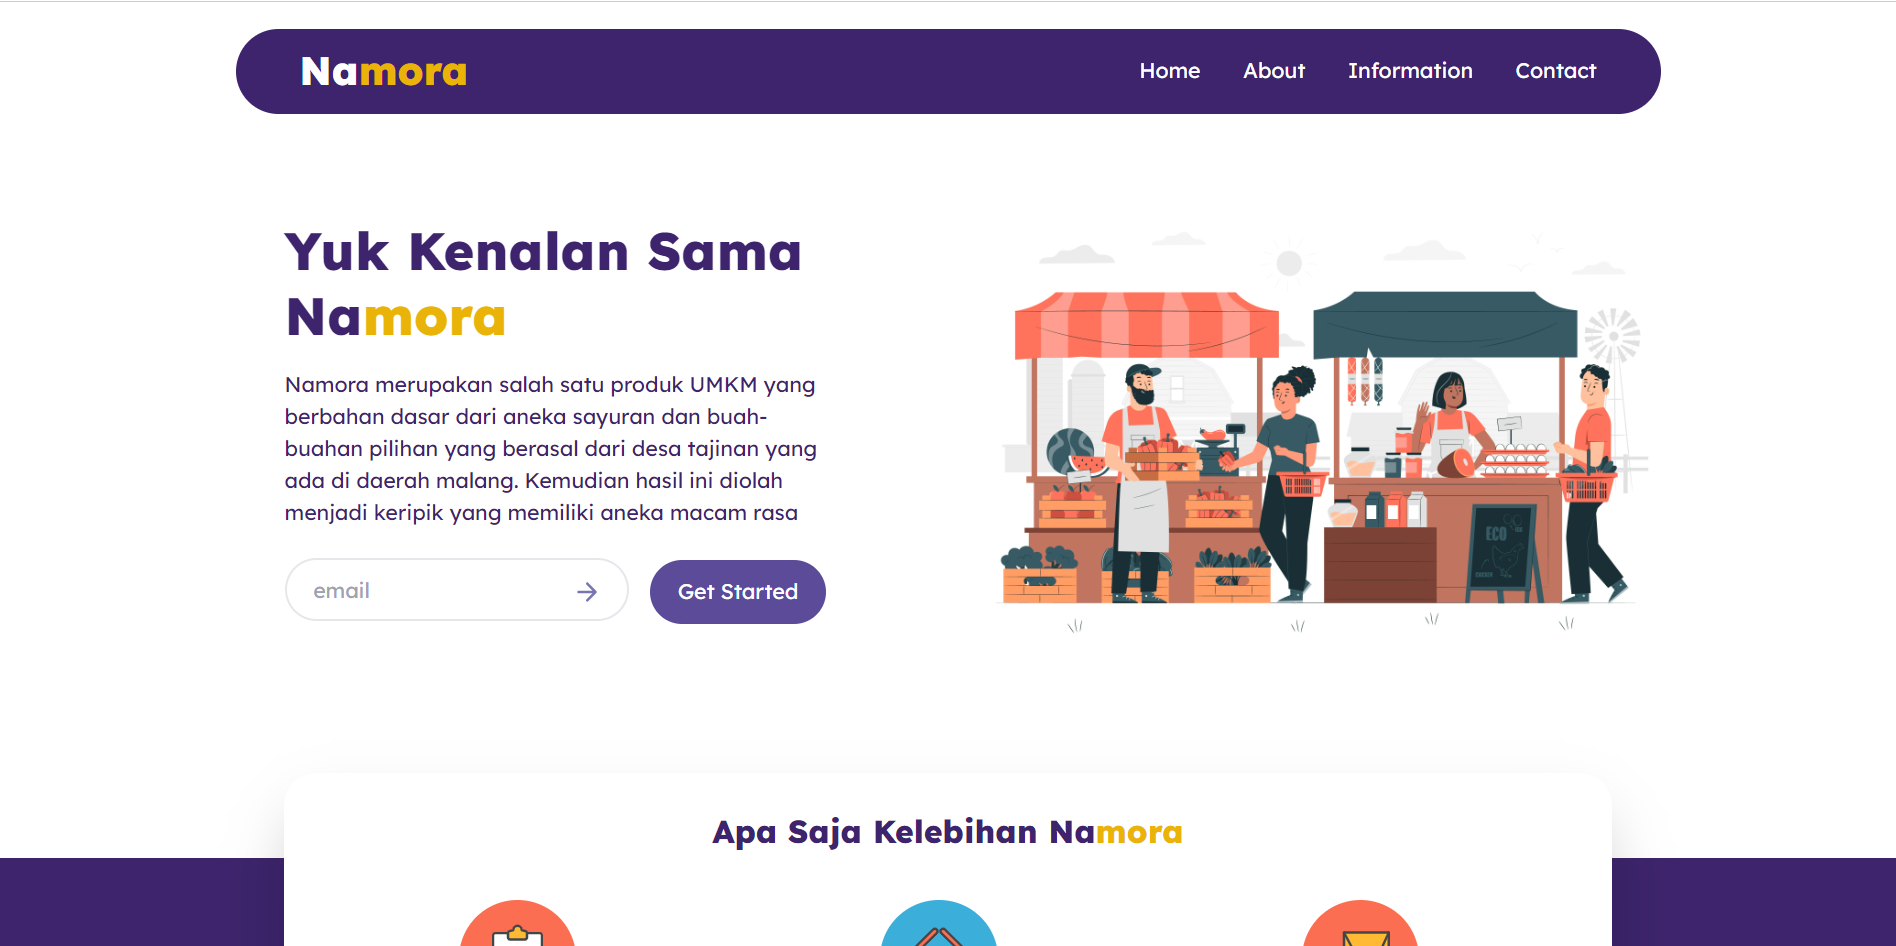 Namora
Home About Information Contact
Yuk Kenalan Sama
Namora
Namora merupakan salah satu produk UMKM yang
berbahan dasar dari aneka sayuran dan buah-
buahan pilihan yang berasal dari desa tajinan yang
ada di daerah malang. Kemudian hasil ini diolah
menjadi keripik yang memiliki aneka macam rasa
email
Get Started
ECO
Apa Saja Kelebihan Namora